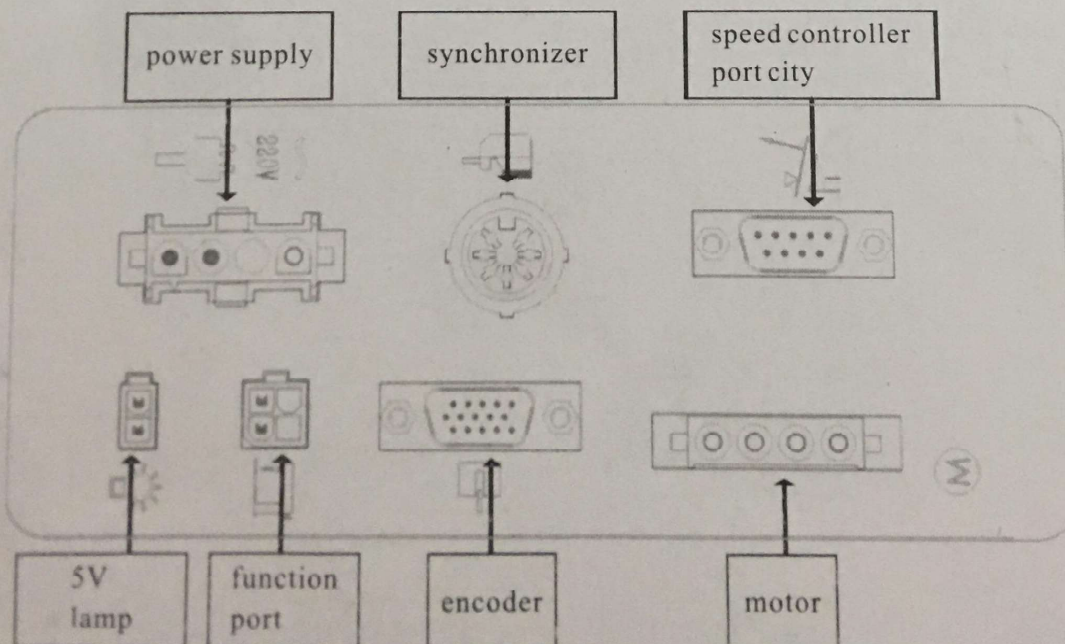 power supply
synchronizer
speed controller
port city
220V
M
5V
lamp
function
port
encoder
motor